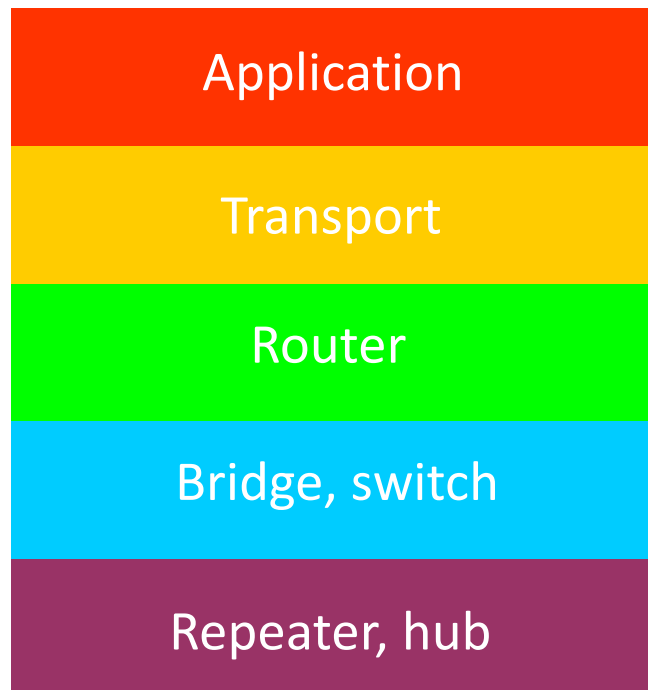 Application
Transport
Router
Bridge, switch
Repeater, hub